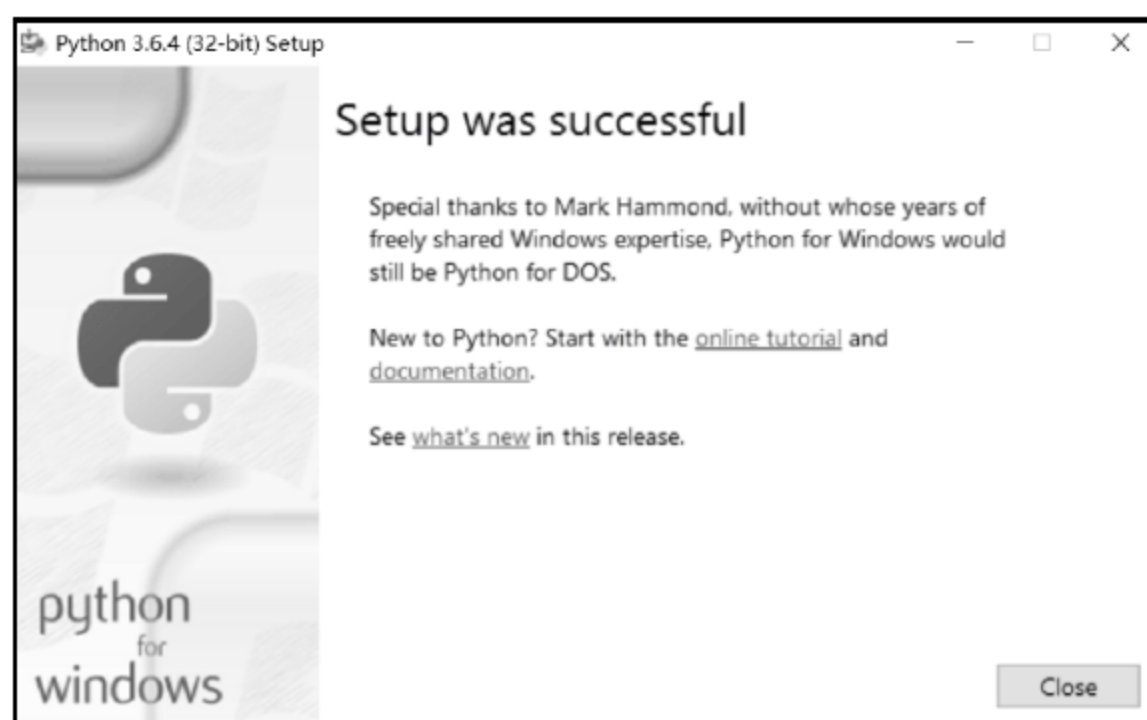 Python 3.6.4 (32-bit) Setup
Setup was successful
Special thanks to Mark Hammond, without whose years of
freely shared Windows expertise, Python for Windows would
still be Python for DOS.
New to Python? Start with the online tutorial and
documentation.
See what's new in this release.
python
for
windows
Close